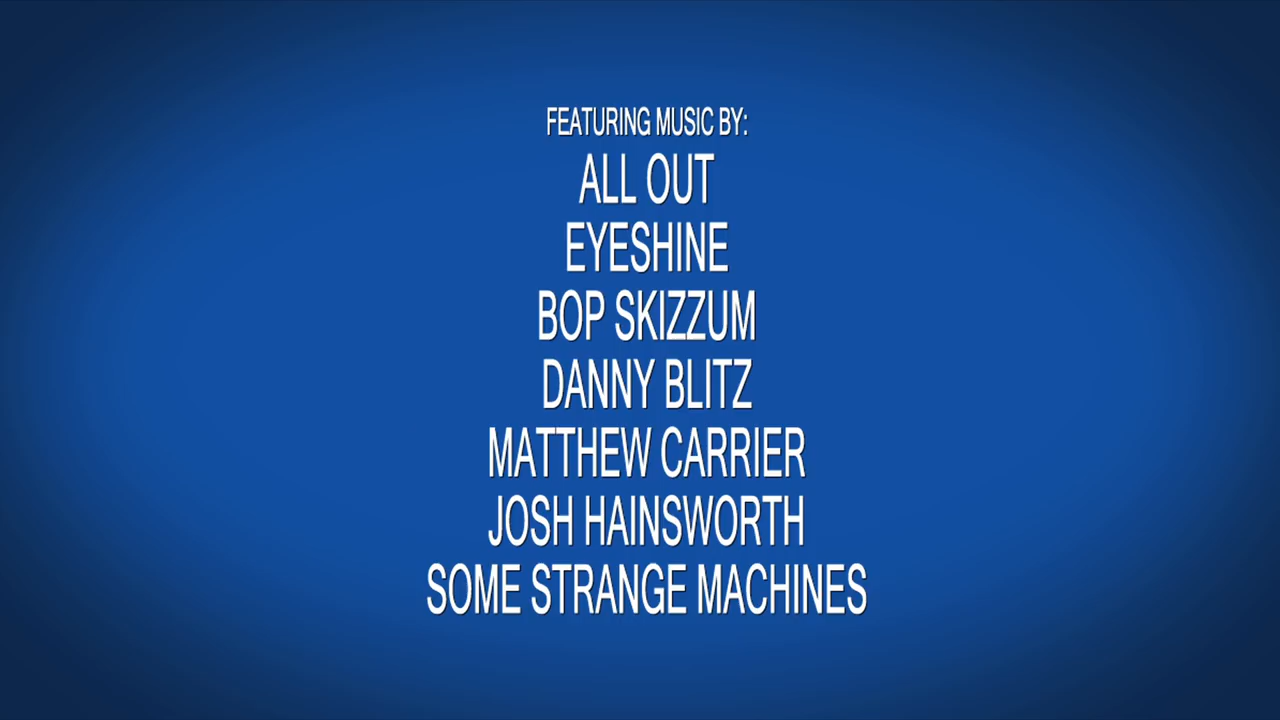 FEATURING MUSIC BY:
ALL OUT
EYESHINE
BOP SKIZZUM
DANNY BLITZ
MATTHEW CARRIER
JOSH HAINSWORTH
SOME STRANGE MACHINES